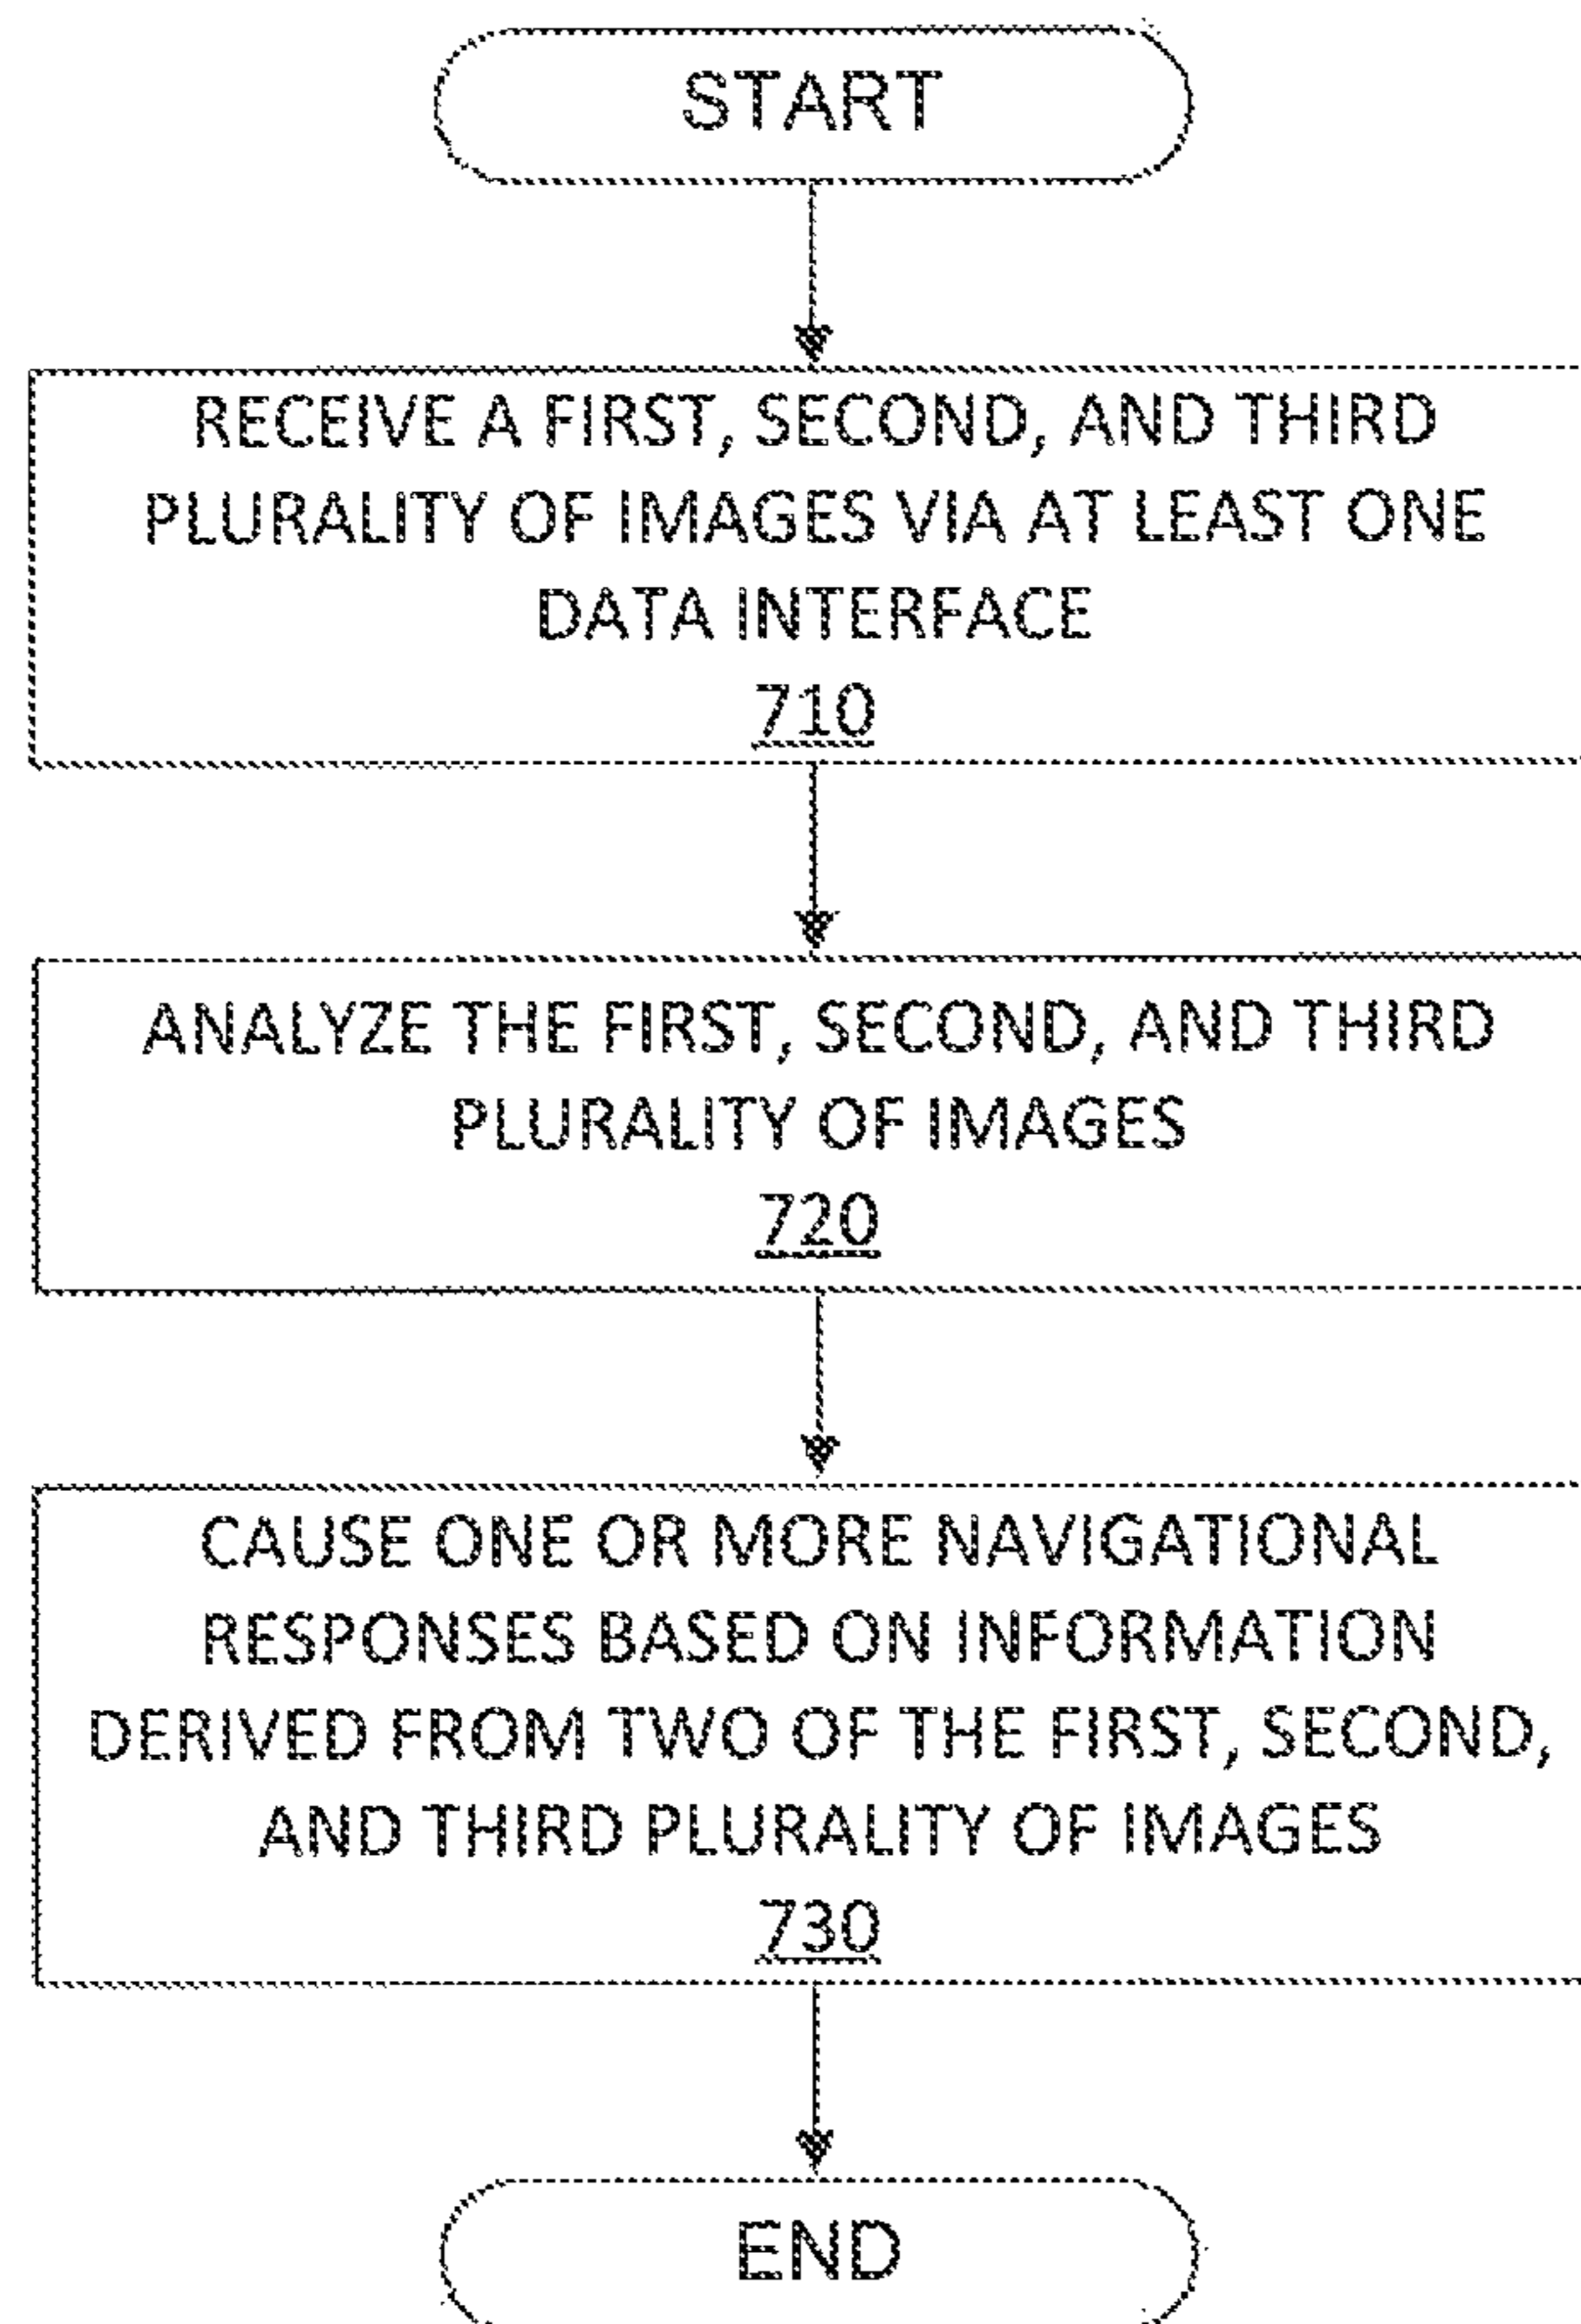 START
RECEIVE A FIRST, SECOND, AND THIRD
PLURALITY OF IMAGES VIA AT LEAST ONE
DATA INTERFACE
710
ANALYZE THE FIRST, SECOND, AND THIRD
PLURALITY OF IMAGES
720
CAUSE ONE OR MORE NAVIGATIONAL
RESPONSES BASED ON INFORMATION
DERIVED FROM TWO OF THE FIRST, SECOND,
AND THIRD PLURALITY OF IMAGES
730
END